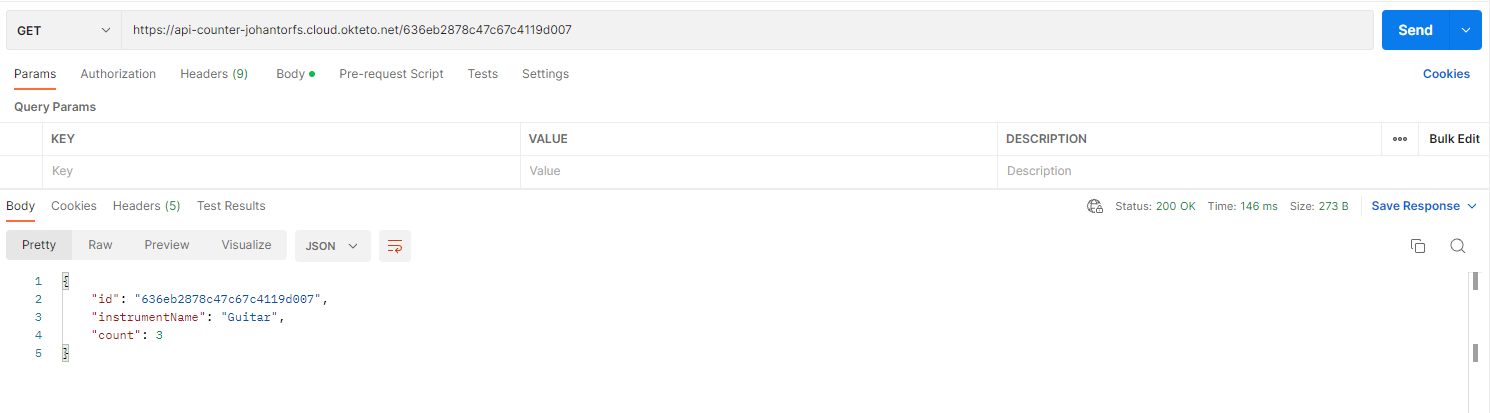 GET https://api-counter-johantorfs.cloud.okteto.net/636eb2878c47c67c4119d007 Send
Params Authorization Headers (9) Body Pre-request Script Tests Settings Cookies
Query Params
KEY VALUE DESCRIPTION Bulk Edit
Key Value Description
Body Cookies Headers (5) Test Results Status: 200 OK Time: 146 ms Size: 273 B Save Response
Pretty Raw Preview Visualize JSON
1 {
2 "id": "636eb2878c47c67c4119d007",
3 "instrumentName": "Guitar",
4 "count": 3
5 }